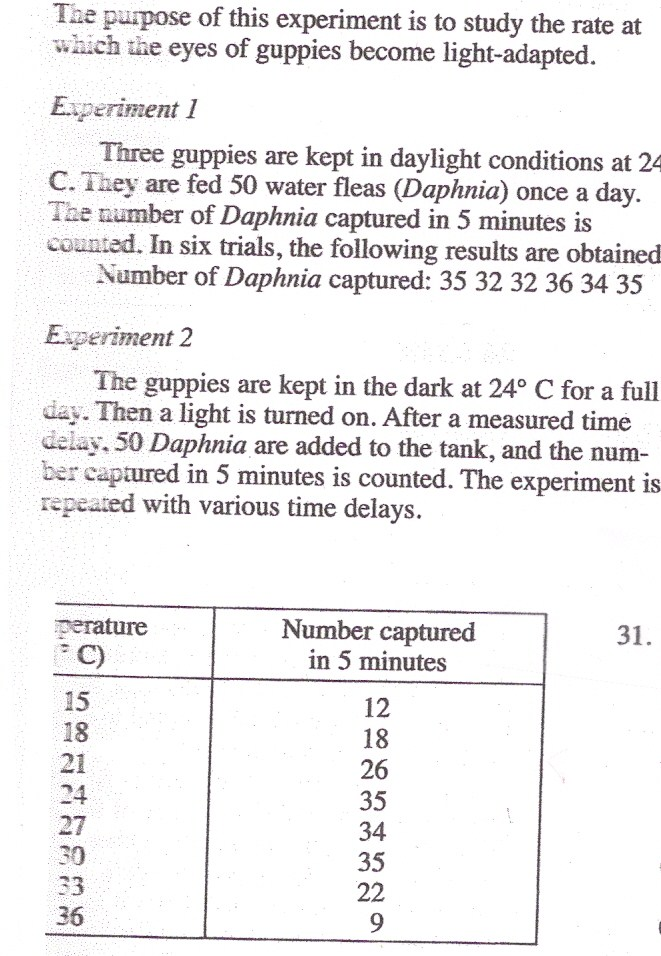 The purpose of this experiment is to study the rate at
which the eyes of guppies become light-adapted.
Experiment 1
Three guppies are kept in daylight conditions at 24
C. They are fed 50 water fleas (Daphnia) once a day.
The number of Daphnia captured in 5 minutes is
counted. In six trials, the following results are obtained
Number of Daphnia captured: 35 32 32 36 34 35
Experiment 2
The guppies are kept in the dark at 24° C for a full
day. Then a light is turned on. After a measured time
delay, 50 Daphnia are added to the tank, and the num-
ber captured in 5 minutes is counted. The experiment is
repeated with various time delays.
perature Number captured
° C) in 5 minutes
31.
15 12
18 18
21 26
24 35
27 34
30 35
33 22
36 9